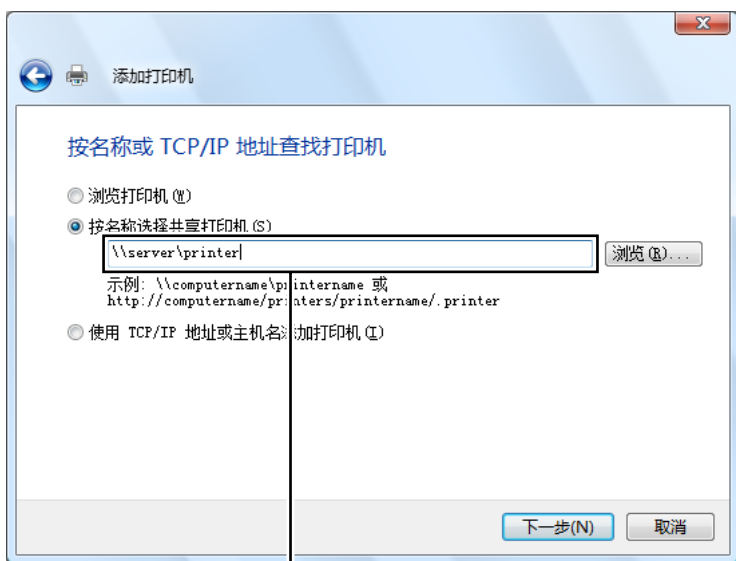 添加打印机
按名称或 TCP/IP 地址查找打印机
浏览打印机(W)
按名称选择共享打印机(S)
\\server\printer 浏览(R)...
示例: \\computername\printername 或
http://computername/printers/printername/.printer
使用 TCP/IP 地址或主机名添加打印机(I)
下一步(N) 取消